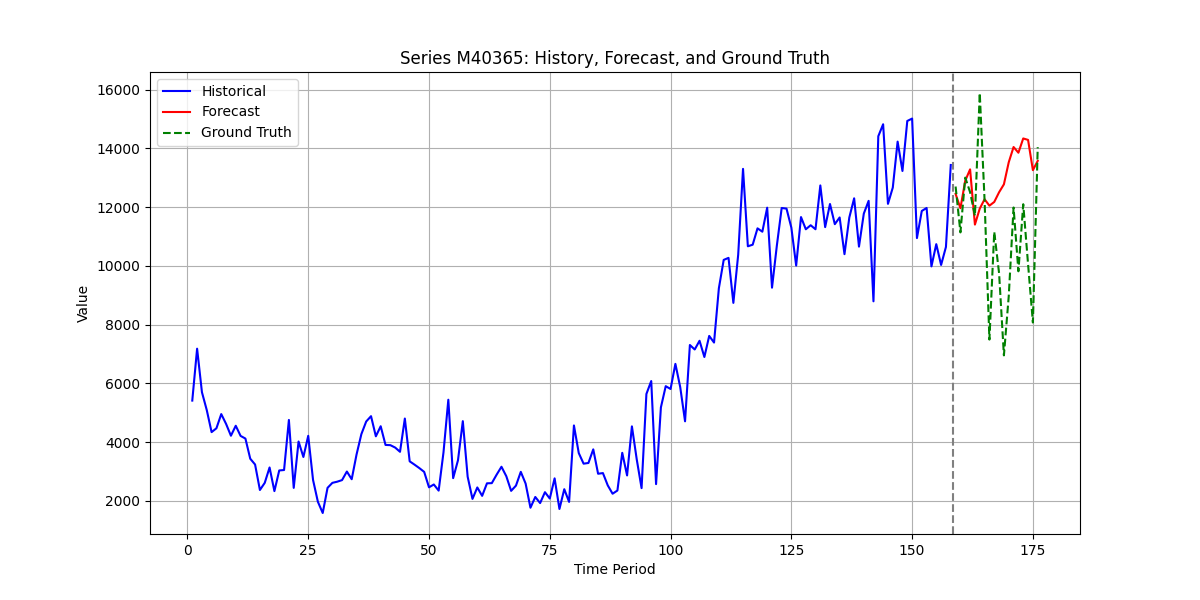 Series M40365: History, Forecast, and Ground Truth
Historical
Forecast
Ground Truth
16000
14000
12000
10000
8000
6000
4000
2000
Value
0
25
50
75
100
125
150
175
Time Period